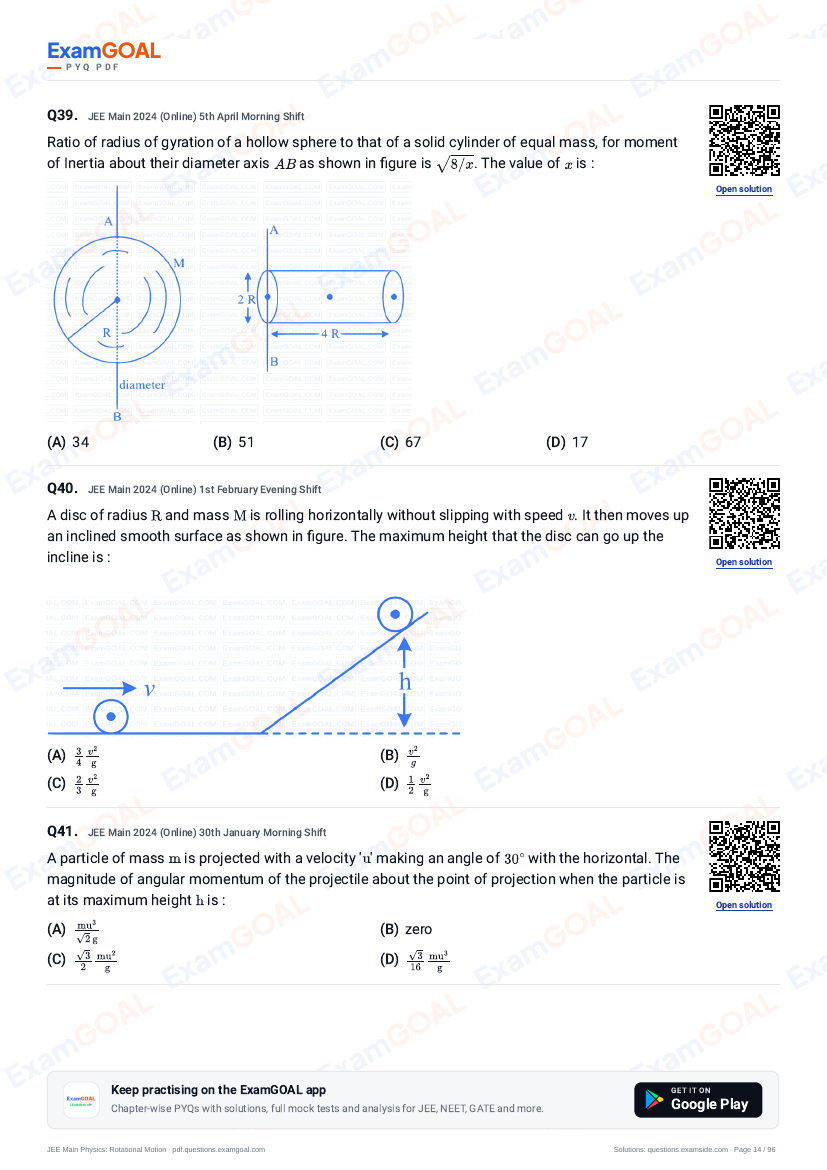 ExamGOAL
PYQ PDF
Q39. JEE Main 2024 (Online) 5th April Morning Shift
Ratio of radius of gyration of a hollow sphere to that of a solid cylinder of equal mass, for moment
of Inertia about their diameter axis AB as shown in figure is √8/x. The value of x is :
Open solution
A
M
R
diameter
B
A
2 R
4 R
B
(A) 34 (B) 51 (C) 67 (D) 17
Q40. JEE Main 2024 (Online) 1st February Evening Shift
A disc of radius R and mass M is rolling horizontally without slipping with speed v. It then moves up
an inclined smooth surface as shown in figure. The maximum height that the disc can go up the
incline is :
Open solution
v
h
(A) 3/4 v²/g (B) v²/g
(C) 2/3 v²/g (D) 1/2 v²/g
Q41. JEE Main 2024 (Online) 30th January Morning Shift
A particle of mass m is projected with a velocity 'u' making an angle of 30° with the horizontal. The
magnitude of angular momentum of the projectile about the point of projection when the particle is
at its maximum height h is :
Open solution
(A) mu³/√2 g (B) zero
(C) √3/2 mu²/g (D) √3/16 mu³/g
Keep practising on the ExamGOAL app
Chapter-wise PYQs with solutions, full mock tests and analysis for JEE, NEET, GATE and more.
GET IT ON
Google Play
JEE Main Physics: Rotational Motion · pdf.questions.examgoal.com
Solutions: questions.examside.com · Page 14 / 96